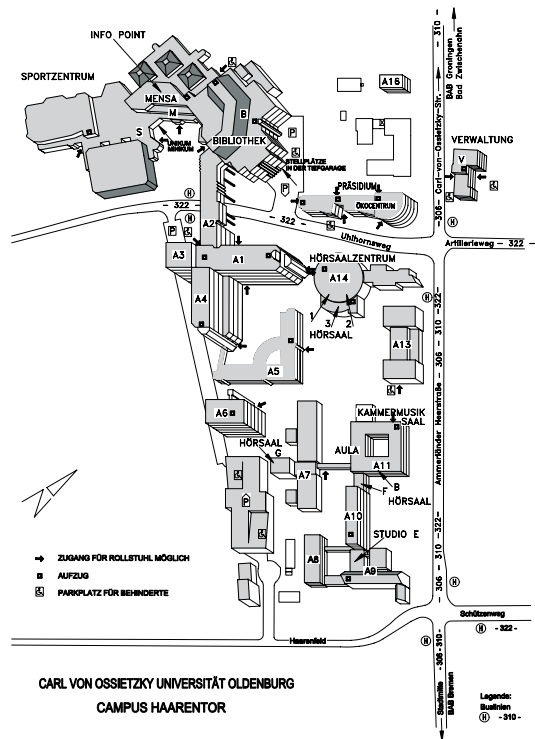 INFO POINT
SPORTZENTRUM
MENSA
M
S
UNIKUM
MINIKUM
B
BIBLIOTHEK
P
STELLPLÄTZE
IN DER TIEFGARAGE
P
A16
310
BAB Groningen
Bad Zwischenahn
306- Carl-von-Ossietzky-Str.
VERWALTUNG
V
H
PRÄSIDIUM
ÖKOCENTRUM
H
- 322 -
322 -
Uhlhornsweg
Artillerieweg - 322 -
A2
P
A3
A1
A4
HÖRSAALZENTRUM
A14
1
3
2
HÖRSAAL
H
A13
A5
A6
HÖRSAAL
G
A7
KAMMERMUSIK
SAAL
AULA
A11
B
F
HÖRSAAL
A10
STUDIO E
A8
A9
P
306 - 310 -322- Ammerländer Heerstraße - 306 - 310 -322-
ZUGANG FÜR ROLLSTUHL MÖGLICH
AUFZUG
PARKPLATZ FÜR BEHINDERTE
H
Schützenweg
H - 322-
Haarenfeld
H
- 306 -310-
Stadtmitte
BAB Bremen
CARL VON OSSIETZKY UNIVERSITÄT OLDENBURG
CAMPUS HAARENTOR
Legende:
Buslinien
H - 310-